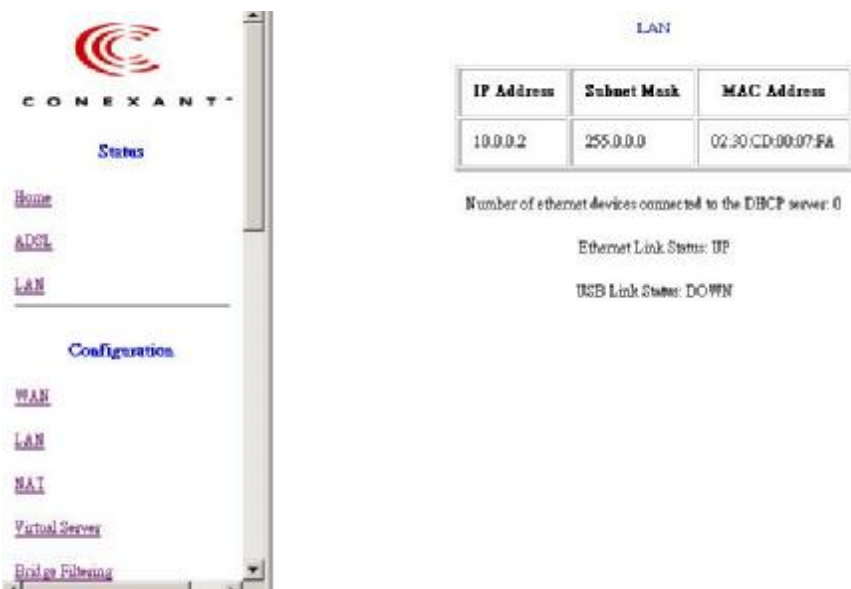 CONEXANT
Status
Home
ADSL
LAN
Configuration
WAN
LAN
NAT
Virtual Server
Bridge Filtering
LAN
IP Address Subnet Mask MAC Address
10.0.0.2 255.0.0.0 02:30:CD:00:07:FA
Number of ethernet devices connected to the DHCP server: 0
Ethernet Link Status: UP
USB Link Status: DOWN